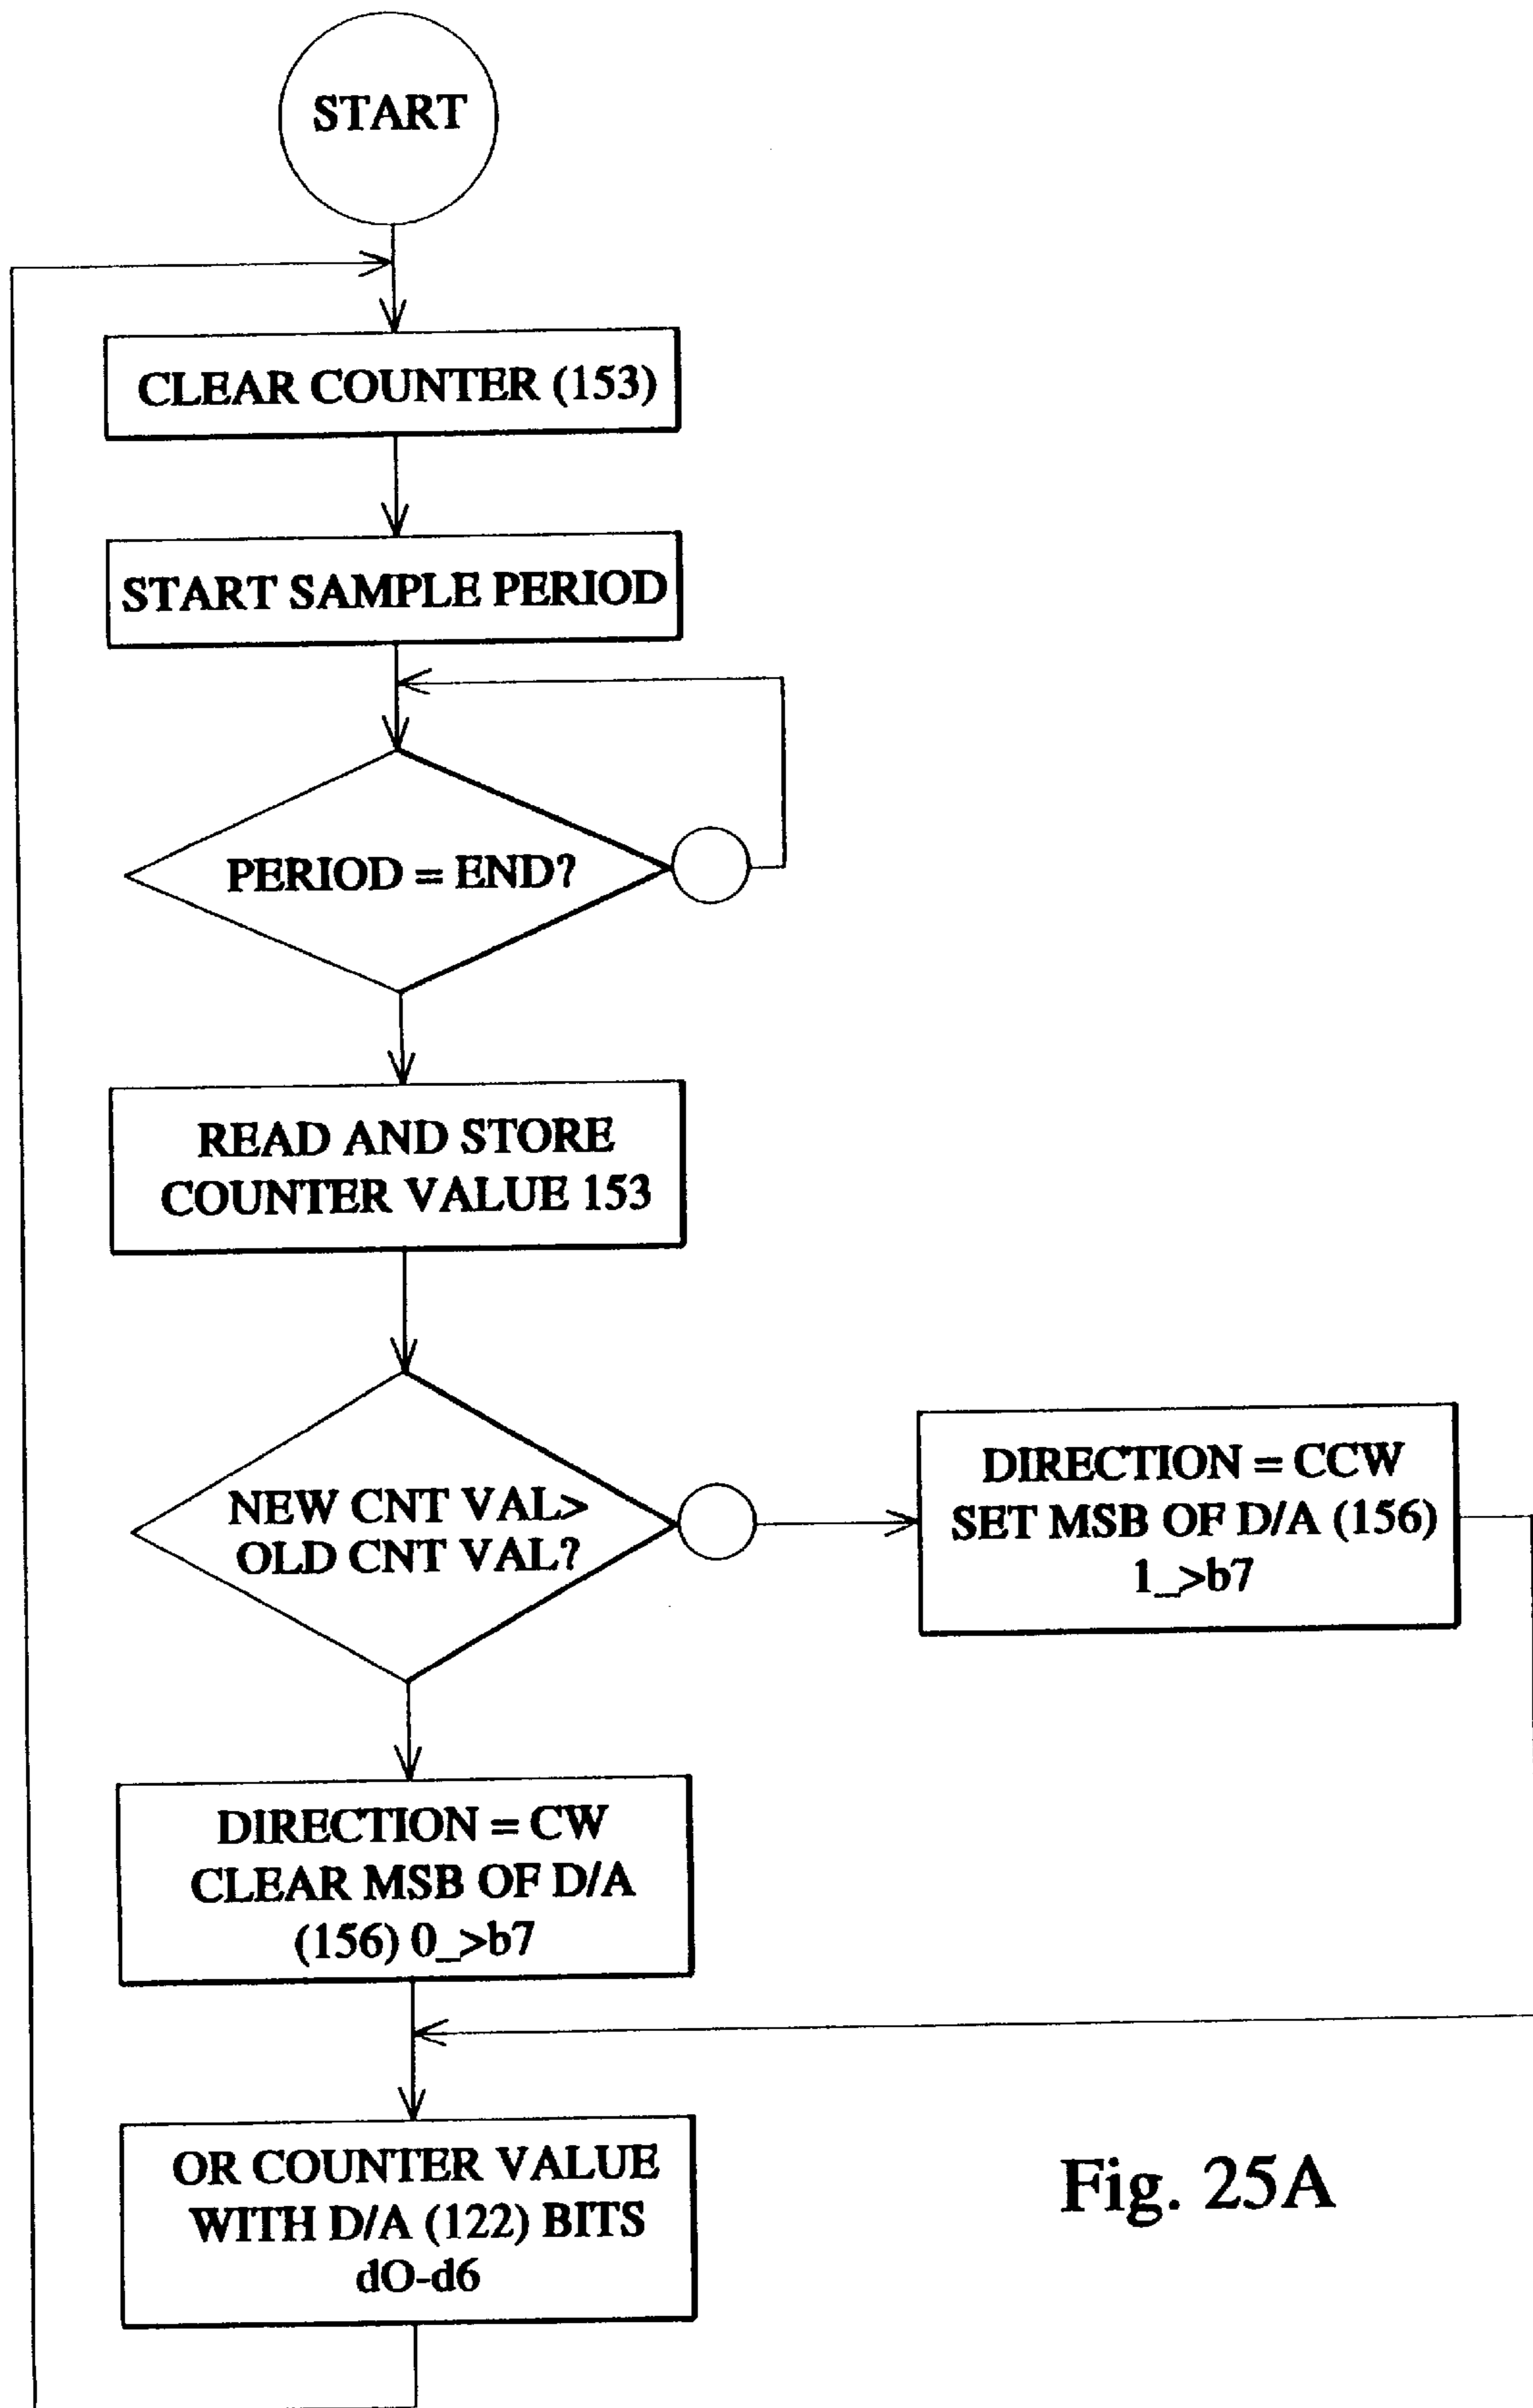 START
CLEAR COUNTER (153)
START SAMPLE PERIOD
PERIOD = END?
READ AND STORE
COUNTER VALUE 153
NEW CNT VAL>
OLD CNT VAL?
DIRECTION = CCW
SET MSB OF D/A (156)
1_>b7
DIRECTION = CW
CLEAR MSB OF D/A
(156) 0_>b7
OR COUNTER VALUE
WITH D/A (122) BITS
dO-d6
Fig. 25A